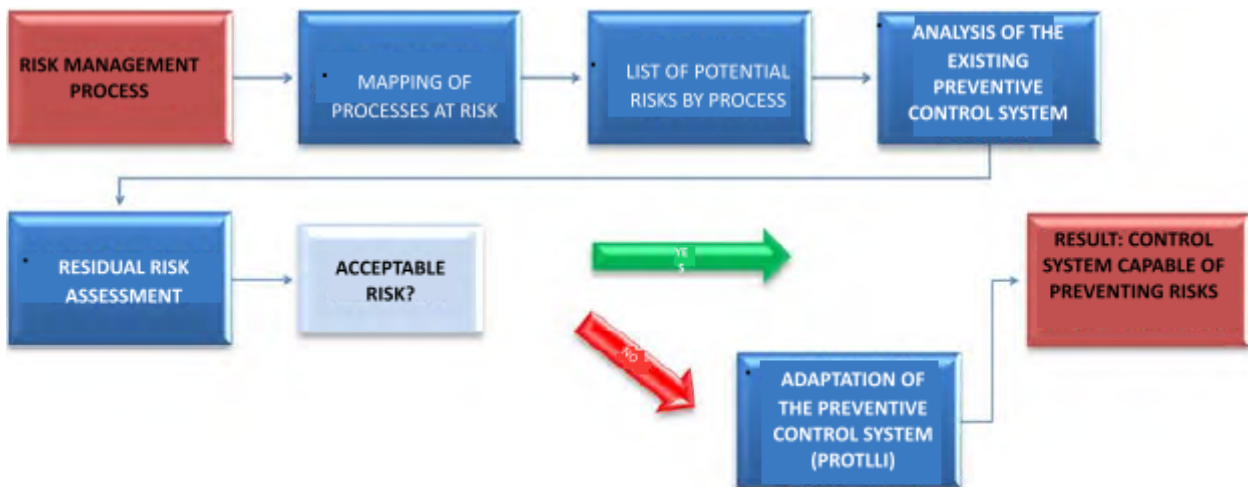 RISK MANAGEMENT
PROCESS
• MAPPING OF
PROCESSES AT RISK
• LIST OF POTENTIAL
RISKS BY PROCESS
• ANALYSIS OF THE
EXISTING
PREVENTIVE
CONTROL SYSTEM
• RESIDUAL RISK
ASSESSMENT
ACCEPTABLE
RISK?
YE
S
NO
• ADAPTATION OF
THE PREVENTIVE
CONTROL SYSTEM
(PROTLLI)
RESULT: CONTROL
SYSTEM CAPABLE OF
PREVENTING RISKS